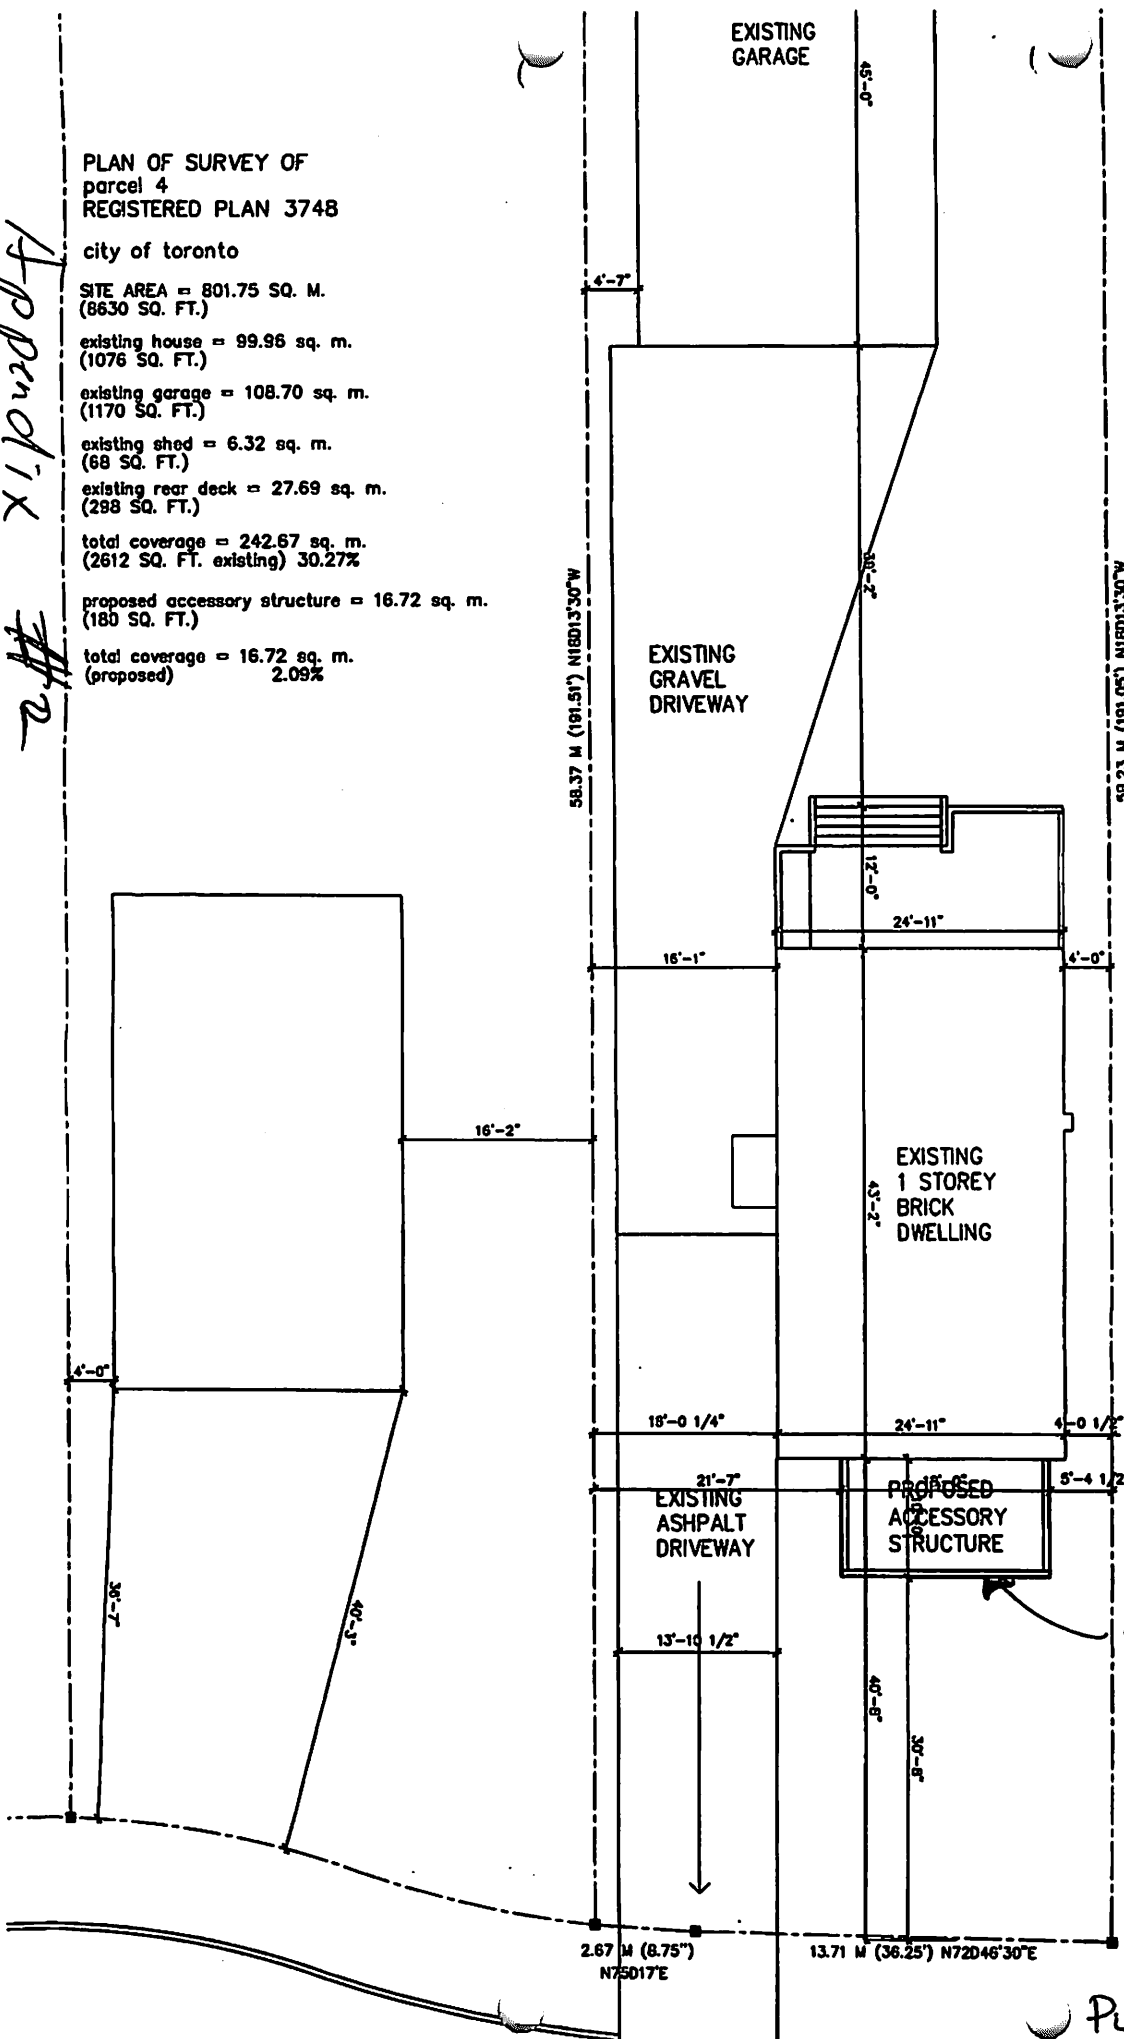 EXISTING
GARAGE
45'-0"
PLAN OF SURVEY OF
parcel 4
REGISTERED PLAN 3748
city of toronto
SITE AREA = 801.75 SQ. M.
(8630 SQ. FT.)
existing house = 99.96 sq. m.
(1076 SQ. FT.)
existing garage = 108.70 sq. m.
(1170 SQ. FT.)
existing shed = 6.32 sq. m.
(68 SQ. FT.)
existing rear deck = 27.69 sq. m.
(298 SQ. FT.)
total coverage = 242.67 sq. m.
(2612 SQ. FT. existing) 30.27%
proposed accessory structure = 16.72 sq. m.
(180 SQ. FT.)
total coverage = 16.72 sq. m.
(proposed) 2.09%
Appendix #2
4'-7"
58.37 M (191.51') N16D13'30"W
EXISTING
GRAVEL
DRIVEWAY
12'-0"
24'-11"
16'-1"
4'-0"
16'-2"
EXISTING
1 STOREY
BRICK
DWELLING
43'-2"
4'-0"
24'-11"
4'-0 1/2"
21'-7"
5'-4 1/2
EXISTING
ASHPALT
DRIVEWAY
PROPOSED
ACCESSORY
STRUCTURE
36'-7"
40'-3"
13'-10 1/2"
40'-8"
30'-8"
2.67 M (8.75")
N75D17'E
13.71 M (36.25') N72D46'30"E